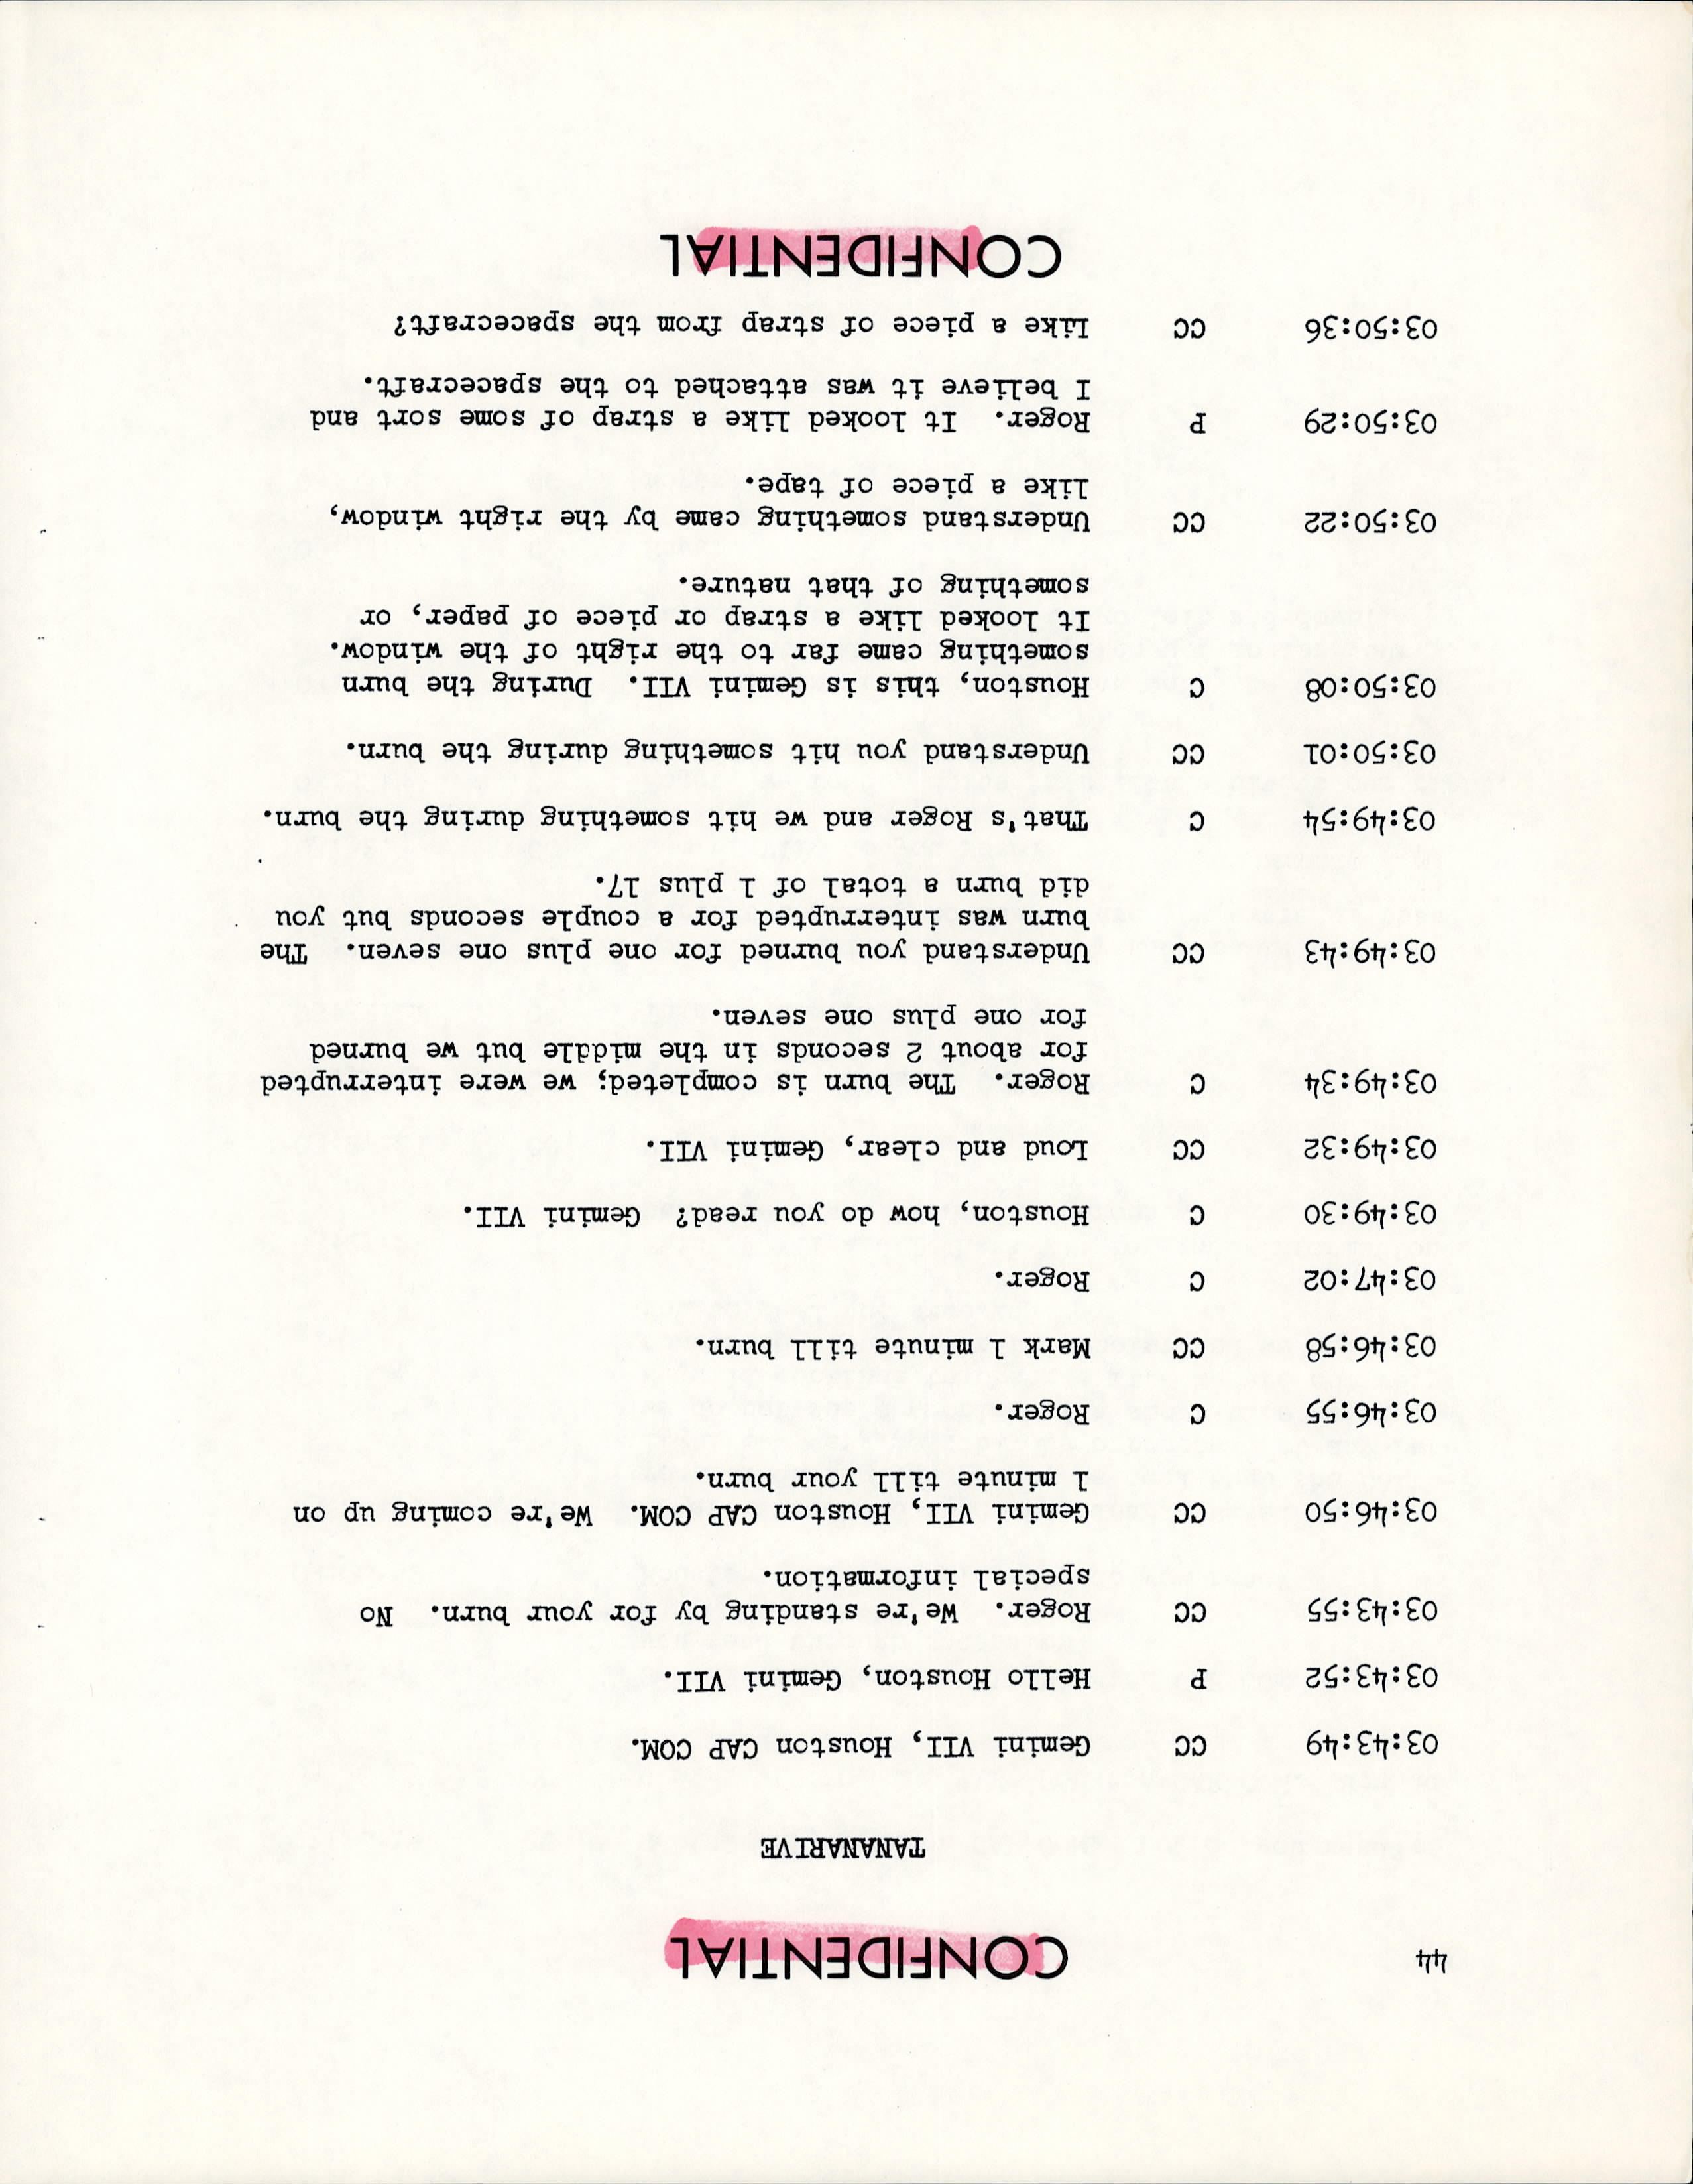 44
CONFIDENTIAL
TANANARIVE
03:43:49 CC Gemini VII, Houston CAP COM.
03:43:52 P Hello Houston, Gemini VII.
03:43:55 CC Roger. We're standing by for your burn. No
special information.
03:46:50 CC Gemini VII, Houston CAP COM. We're coming up on
1 minute till your burn.
03:46:55 C Roger.
03:46:58 CC Mark 1 minute till burn.
03:47:02 C Roger.
03:49:30 C Houston, how do you read? Gemini VII.
03:49:32 CC Loud and clear, Gemini VII.
03:49:34 C Roger. The burn is completed; we were interrupted
for about 2 seconds in the middle but we burned
for one plus one seven.
03:49:43 CC Understand you burned for one plus one seven. The
burn was interrupted for a couple seconds but you
did burn a total of 1 plus 17.
03:49:54 C That's Roger and we hit something during the burn.
03:50:01 CC Understand you hit something during the burn.
03:50:08 C Houston, this is Gemini VII. During the burn
something came far to the right of the window.
It looked like a strap or piece of paper, or
something of that nature.
03:50:22 CC Understand something came by the right window,
like a piece of tape.
03:50:29 P Roger. It looked like a strap of some sort and
I believe it was attached to the spacecraft.
03:50:36 CC Like a piece of strap from the spacecraft?
CONFIDENTIAL